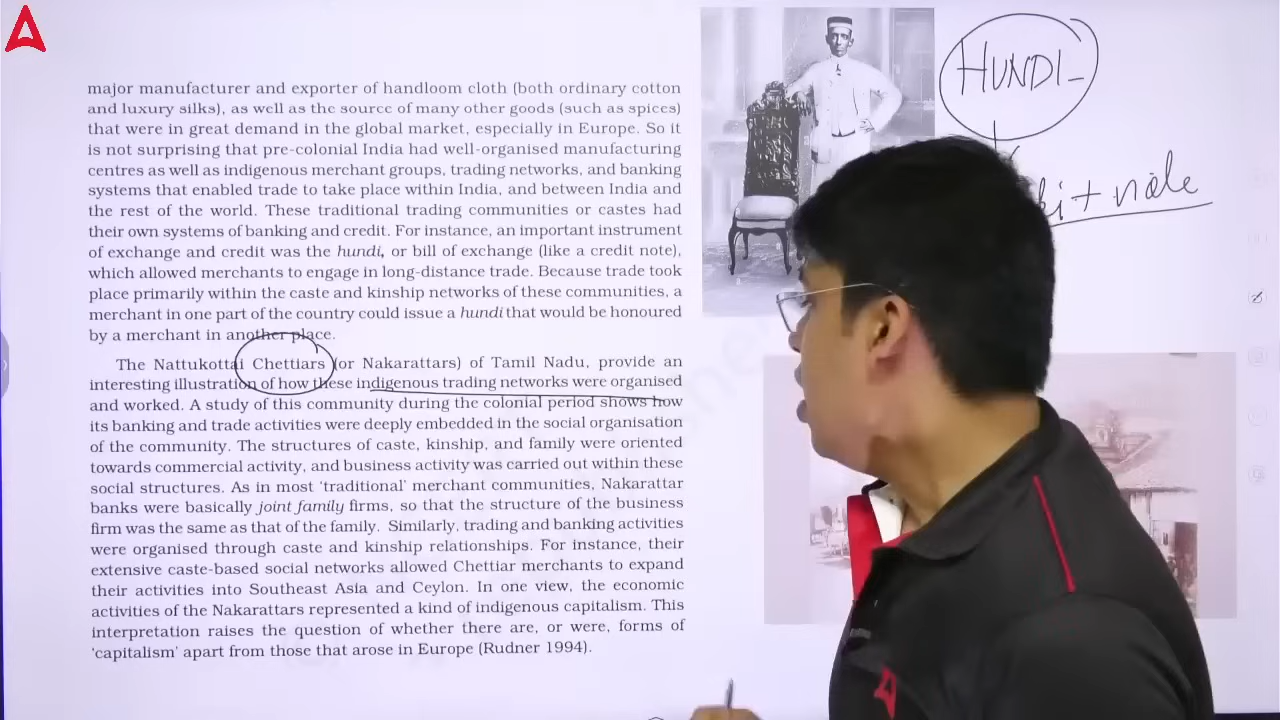 major manufacturer and exporter of handloom cloth (both ordinary cotton
and luxury silks), as well as the source of many other goods (such as spices)
that were in great demand in the global market, especially in Europe. So it
is not surprising that pre-colonial India had well-organised manufacturing
centres as well as indigenous merchant groups, trading networks, and banking
systems that enabled trade to take place within India, and between India and
the rest of the world. These traditional trading communities or castes had
their own systems of banking and credit. For instance, an important instrument
of exchange and credit was the hundi, or bill of exchange (like a credit note),
which allowed merchants to engage in long-distance trade. Because trade took
place primarily within the caste and kinship networks of these communities, a
merchant in one part of the country could issue a hundi that would be honoured
by a merchant in another place.
The Nattukottai Chettiars (or Nakarattars) of Tamil Nadu, provide an
interesting illustration of how these indigenous trading networks were organised
and worked. A study of this community during the colonial period shows how
its banking and trade activities were deeply embedded in the social organisation
of the community. The structures of caste, kinship, and family were oriented
towards commercial activity, and business activity was carried out within these
social structures. As in most 'traditional' merchant communities, Nakarattar
banks were basically joint family firms, so that the structure of the business
firm was the same as that of the family. Similarly, trading and banking activities
were organised through caste and kinship relationships. For instance, their
extensive caste-based social networks allowed Chettiar merchants to expand
their activities into Southeast Asia and Ceylon. In one view, the economic
activities of the Nakarattars represented a kind of indigenous capitalism. This
interpretation raises the question of whether there are, or were, forms of
'capitalism' apart from those that arose in Europe (Rudner 1994).
HUNDI-
+ note